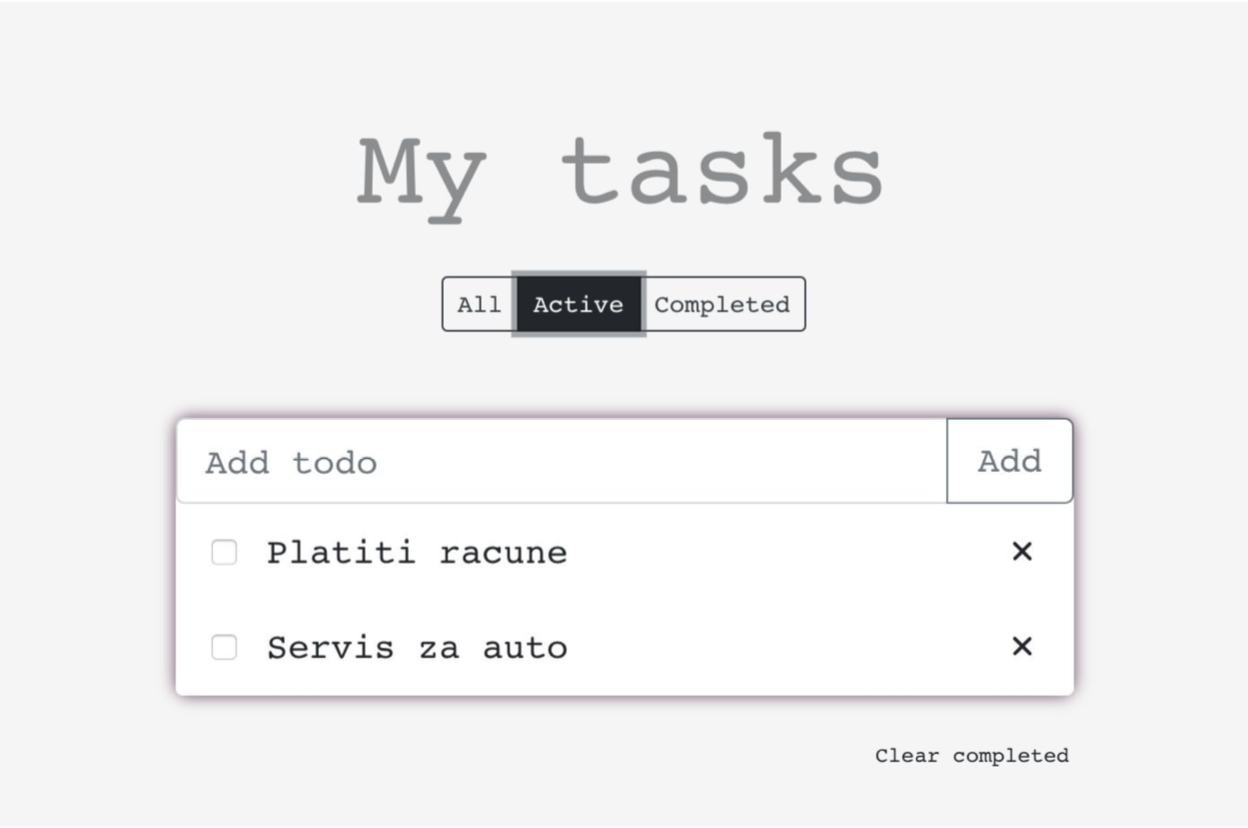 My tasks
All Active Completed
Add todo Add
Platiti racune
Servis za auto
Clear completed